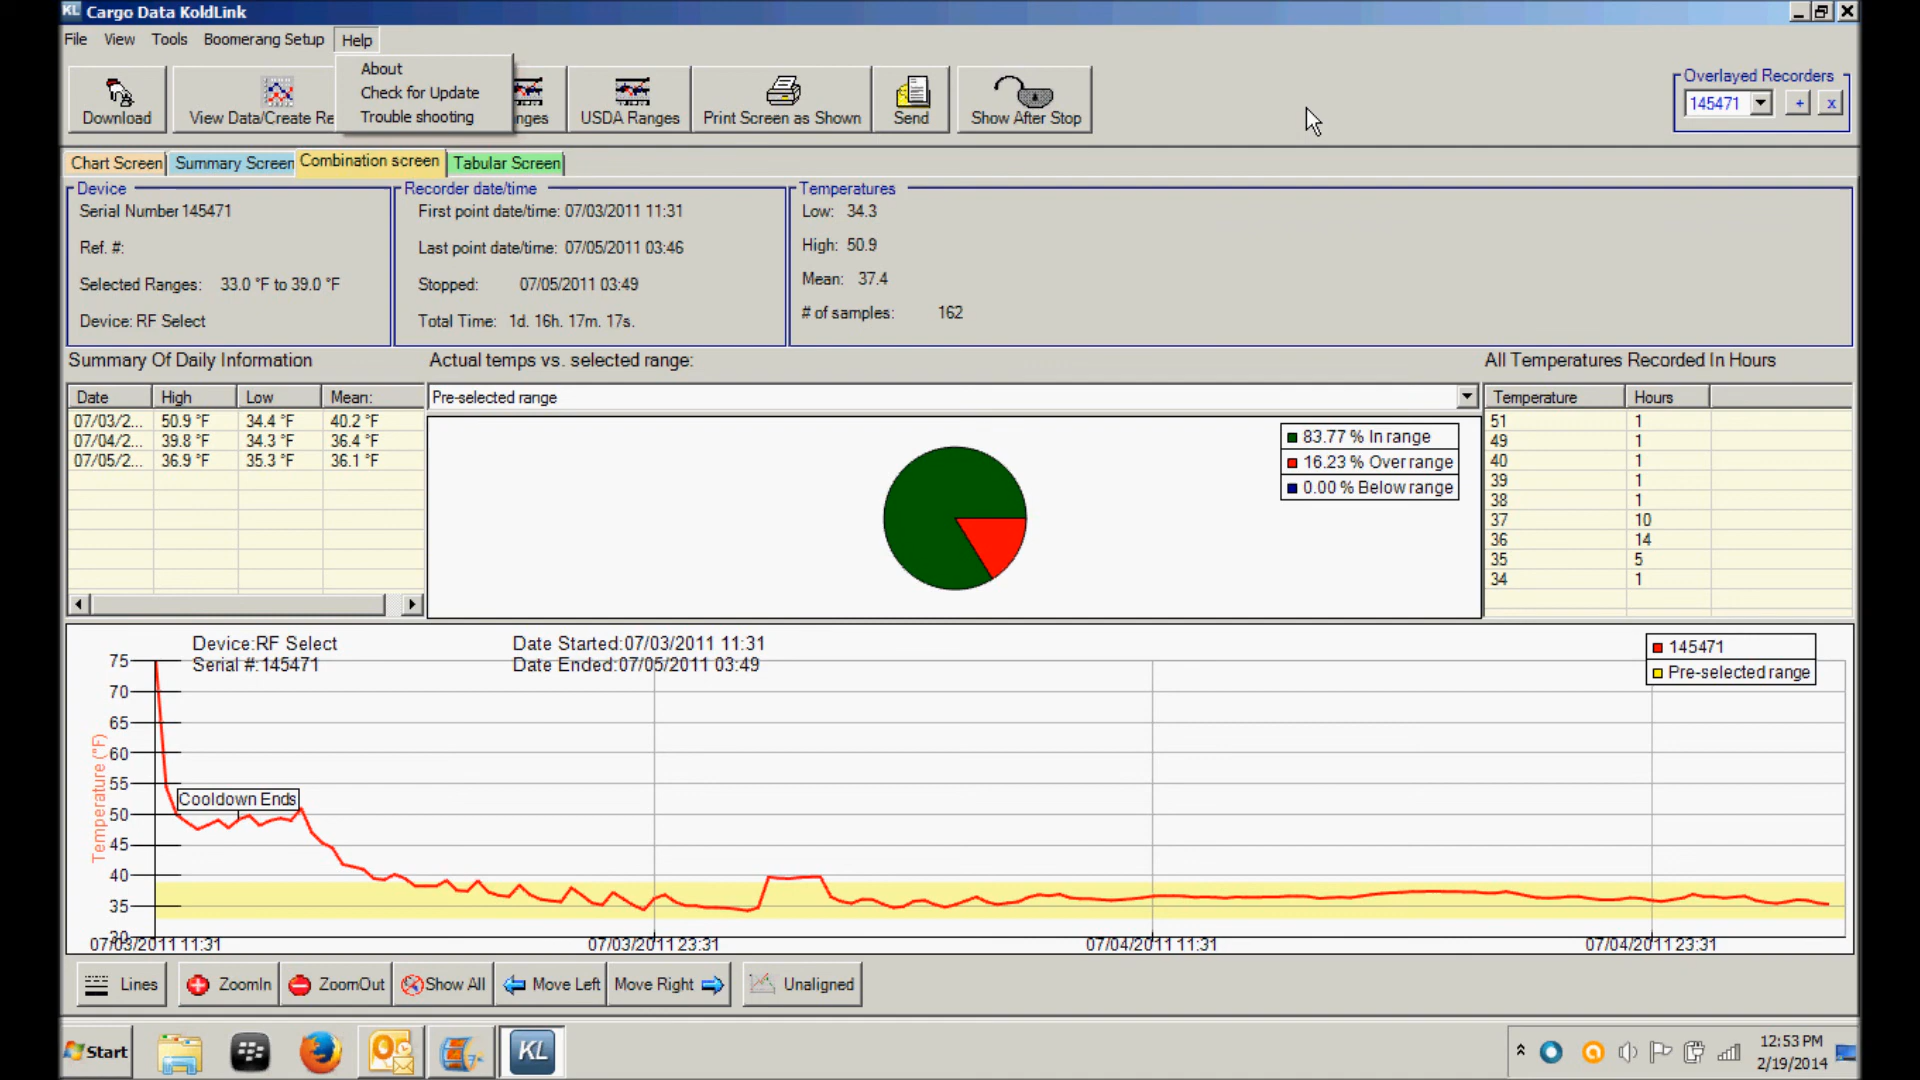 KL Cargo Data KoldLink
File View Tools Boomerang Setup Help
About
Check for Update
Trouble shooting
Download
View Data/Create Re
nges
USDA Ranges
Print Screen as Shown
Send
Show After Stop
Overlayed Recorders
145471
+
x
Chart Screen Summary Screen Combination screen Tabular Screen
Device
Serial Number 145471
Ref. #:
Selected Ranges: 33.0 °F to 39.0 °F
Device: RF Select
Recorder date/time
First point date/time: 07/03/2011 11:31
Last point date/time: 07/05/2011 03:46
Stopped: 07/05/2011 03:49
Total Time: 1d. 16h. 17m. 17s.
Temperatures
Low: 34.3
High: 50.9
Mean: 37.4
# of samples: 162
Summary Of Daily Information
Date High Low Mean:
07/03/2... 50.9 °F 34.4 °F 40.2 °F
07/04/2... 39.8 °F 34.3 °F 36.4 °F
07/05/2... 36.9 °F 35.3 °F 36.1 °F
Actual temps vs. selected range:
Pre-selected range
83.77 % In range
16.23 % Over range
0.00 % Below range
All Temperatures Recorded In Hours
Temperature Hours
51 1
49 1
40 1
39 1
38 1
37 10
36 14
35 5
34 1
Device:RF Select
Serial #:145471
Date Started:07/03/2011 11:31
Date Ended:07/05/2011 03:49
145471
Pre-selected range
Temperature (°F)
75
70
65
60
55
50
45
40
35
30
Cooldown Ends
07/03/2011 11:31
07/03/2011 23:31
07/04/2011 11:31
07/04/2011 23:31
Lines
ZoomIn
ZoomOut
Show All
Move Left
Move Right
Unaligned
Start
KL
12:53 PM
2/19/2014